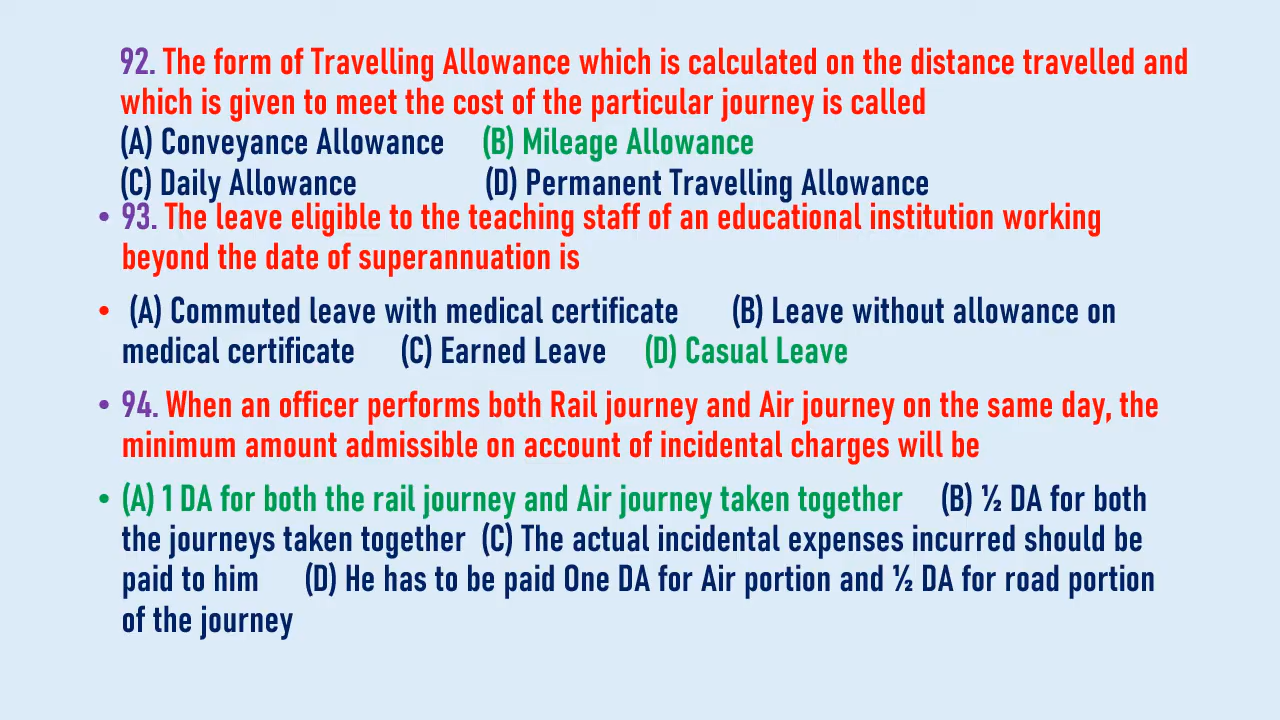 92. The form of Travelling Allowance which is calculated on the distance travelled and
which is given to meet the cost of the particular journey is called
(A) Conveyance Allowance (B) Mileage Allowance
(C) Daily Allowance (D) Permanent Travelling Allowance
• 93. The leave eligible to the teaching staff of an educational institution working
beyond the date of superannuation is
• (A) Commuted leave with medical certificate (B) Leave without allowance on
medical certificate (C) Earned Leave (D) Casual Leave
• 94. When an officer performs both Rail journey and Air journey on the same day, the
minimum amount admissible on account of incidental charges will be
• (A) 1 DA for both the rail journey and Air journey taken together (B) ½ DA for both
the journeys taken together (C) The actual incidental expenses incurred should be
paid to him (D) He has to be paid One DA for Air portion and ½ DA for road portion
of the journey